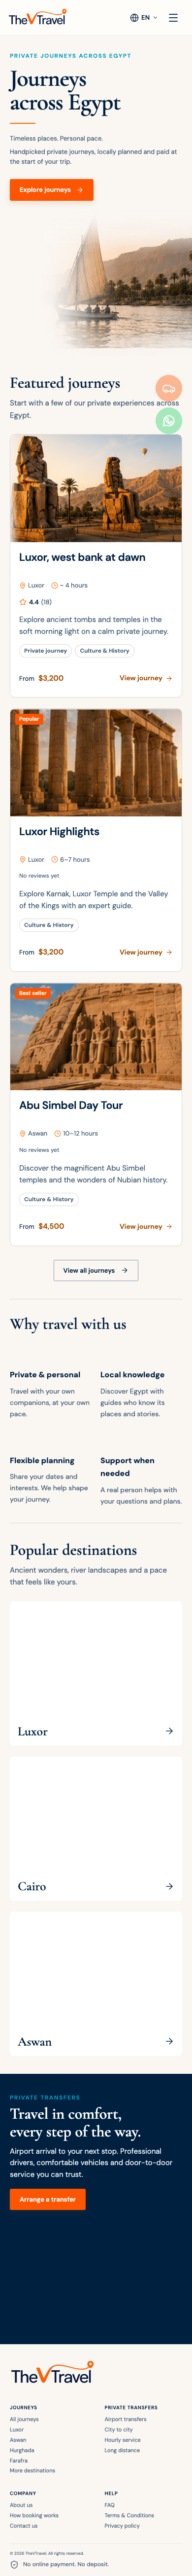 TheVTravel
EN
PRIVATE JOURNEYS ACROSS EGYPT
Journeys
across Egypt
Timeless places. Personal pace.
Handpicked private journeys, locally planned and paid at
the start of your trip.
Explore journeys
Featured journeys
Start with a few of our private experiences across
Egypt.
Luxor, west bank at dawn
Luxor
~ 4 hours
4.4 (18)
Explore ancient tombs and temples in the
soft morning light on a calm private journey.
Private journey
Culture & History
From $3,200
View journey
Popular
Luxor Highlights
Luxor
6–7 hours
No reviews yet
Explore Karnak, Luxor Temple and the Valley
of the Kings with an expert guide.
Culture & History
From $3,200
View journey
Best seller
Abu Simbel Day Tour
Aswan
10–12 hours
No reviews yet
Discover the magnificent Abu Simbel
temples and the wonders of Nubian history.
Culture & History
From $4,500
View journey
View all journeys
Why travel with us
Private & personal
Travel with your own
companions, at your own
pace.
Local knowledge
Discover Egypt with
guides who know its
places and stories.
Flexible planning
Share your dates and
interests. We help shape
your journey.
Support when
needed
A real person helps with
your questions and plans.
Popular destinations
Ancient wonders, river landscapes and a pace
that feels like yours.
Luxor
Cairo
Aswan
PRIVATE TRANSFERS
Travel in comfort,
every step of the way.
Airport arrival to your next stop. Professional
drivers, comfortable vehicles and door-to-door
service you can trust.
Arrange a transfer
TheVTravel
JOURNEYS
All journeys
Luxor
Aswan
Hurghada
Farafra
More destinations
PRIVATE TRANSFERS
Airport transfers
City to city
Hourly service
Long distance
COMPANY
About us
How booking works
Contact us
HELP
FAQ
Terms & Conditions
Privacy policy
© 2026 TheVTravel. All rights reserved.
No online payment. No deposit.